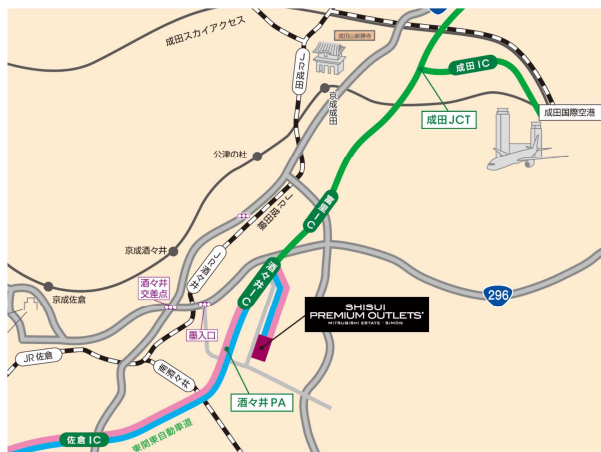 成田スカイアクセス
成田山新勝寺
JR成田
京成成田
成田IC
成田国際空港
成田JCT
公津の杜
富里IC
JR成田線
京成酒々井
JR酒々井
酒々井IC
酒々井
交差点
京成佐倉
296
SHISUI
PREMIUM OUTLETS®
MITSUBISHI ESTATE · SIMON
墨入口
JR佐倉
南酒々井
酒々井PA
佐倉IC
東関東自動車道